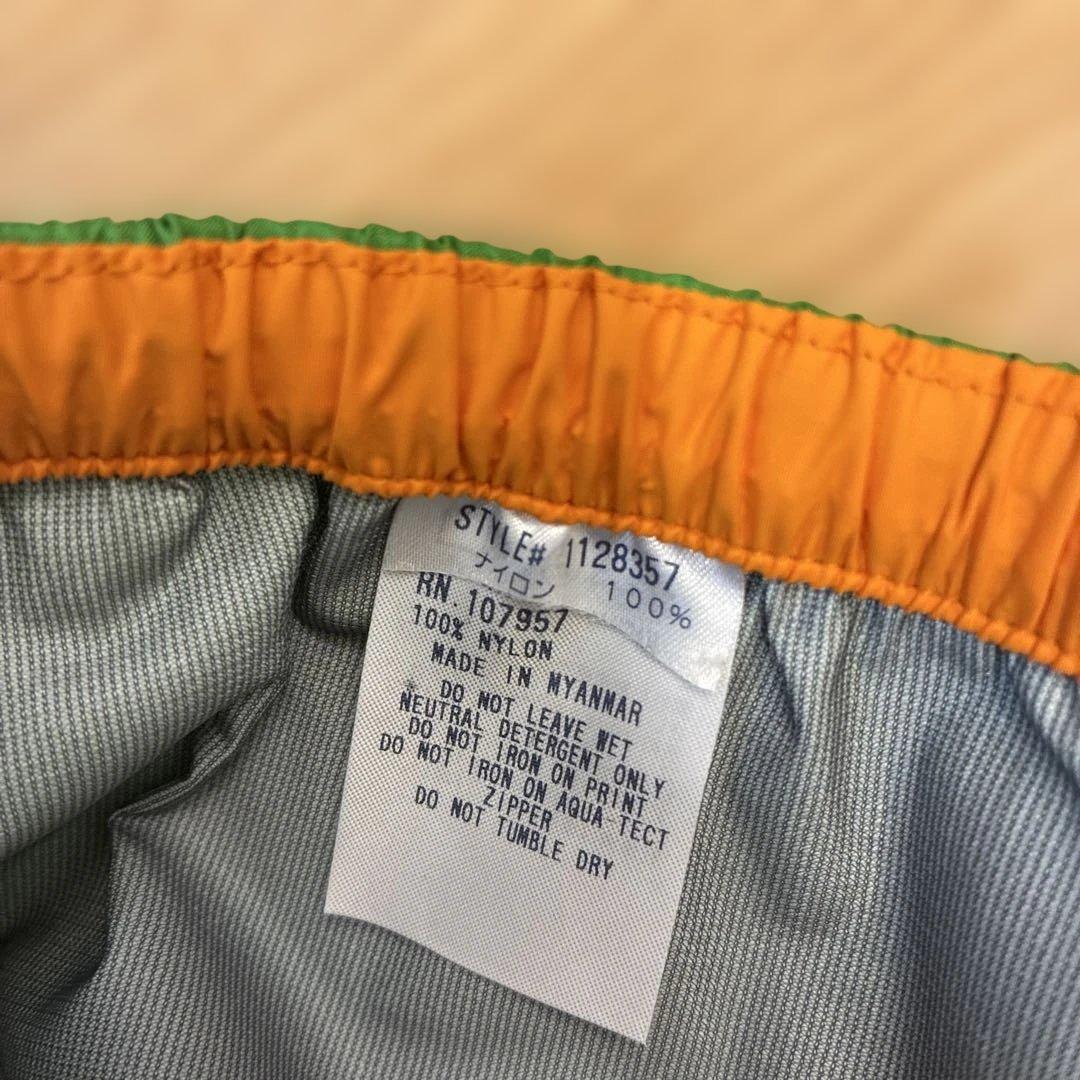 STYLE# 1128357
ナイロン 100%
RN.107957
100% NYLON
MADE IN MYANMAR
* DO NOT LEAVE WET
NEUTRAL DETERGENT ONLY
DO NOT IRON ON PRINT
DO NOT IRON ON AQUA-TECT
ZIPPER
DO NOT TUMBLE DRY